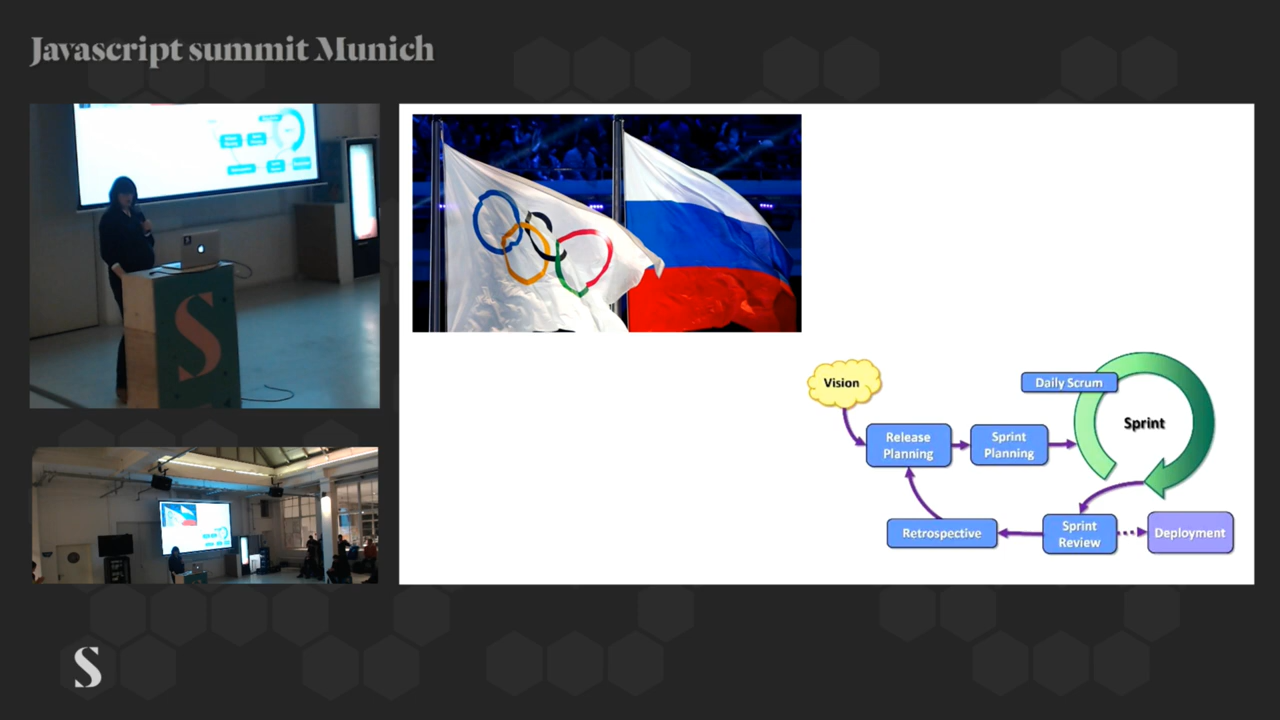 Javascript summit Munich
Vision
Daily Scrum
Sprint
Release
Planning
Sprint
Planning
Retrospective
Sprint
Review
Deployment
S
S